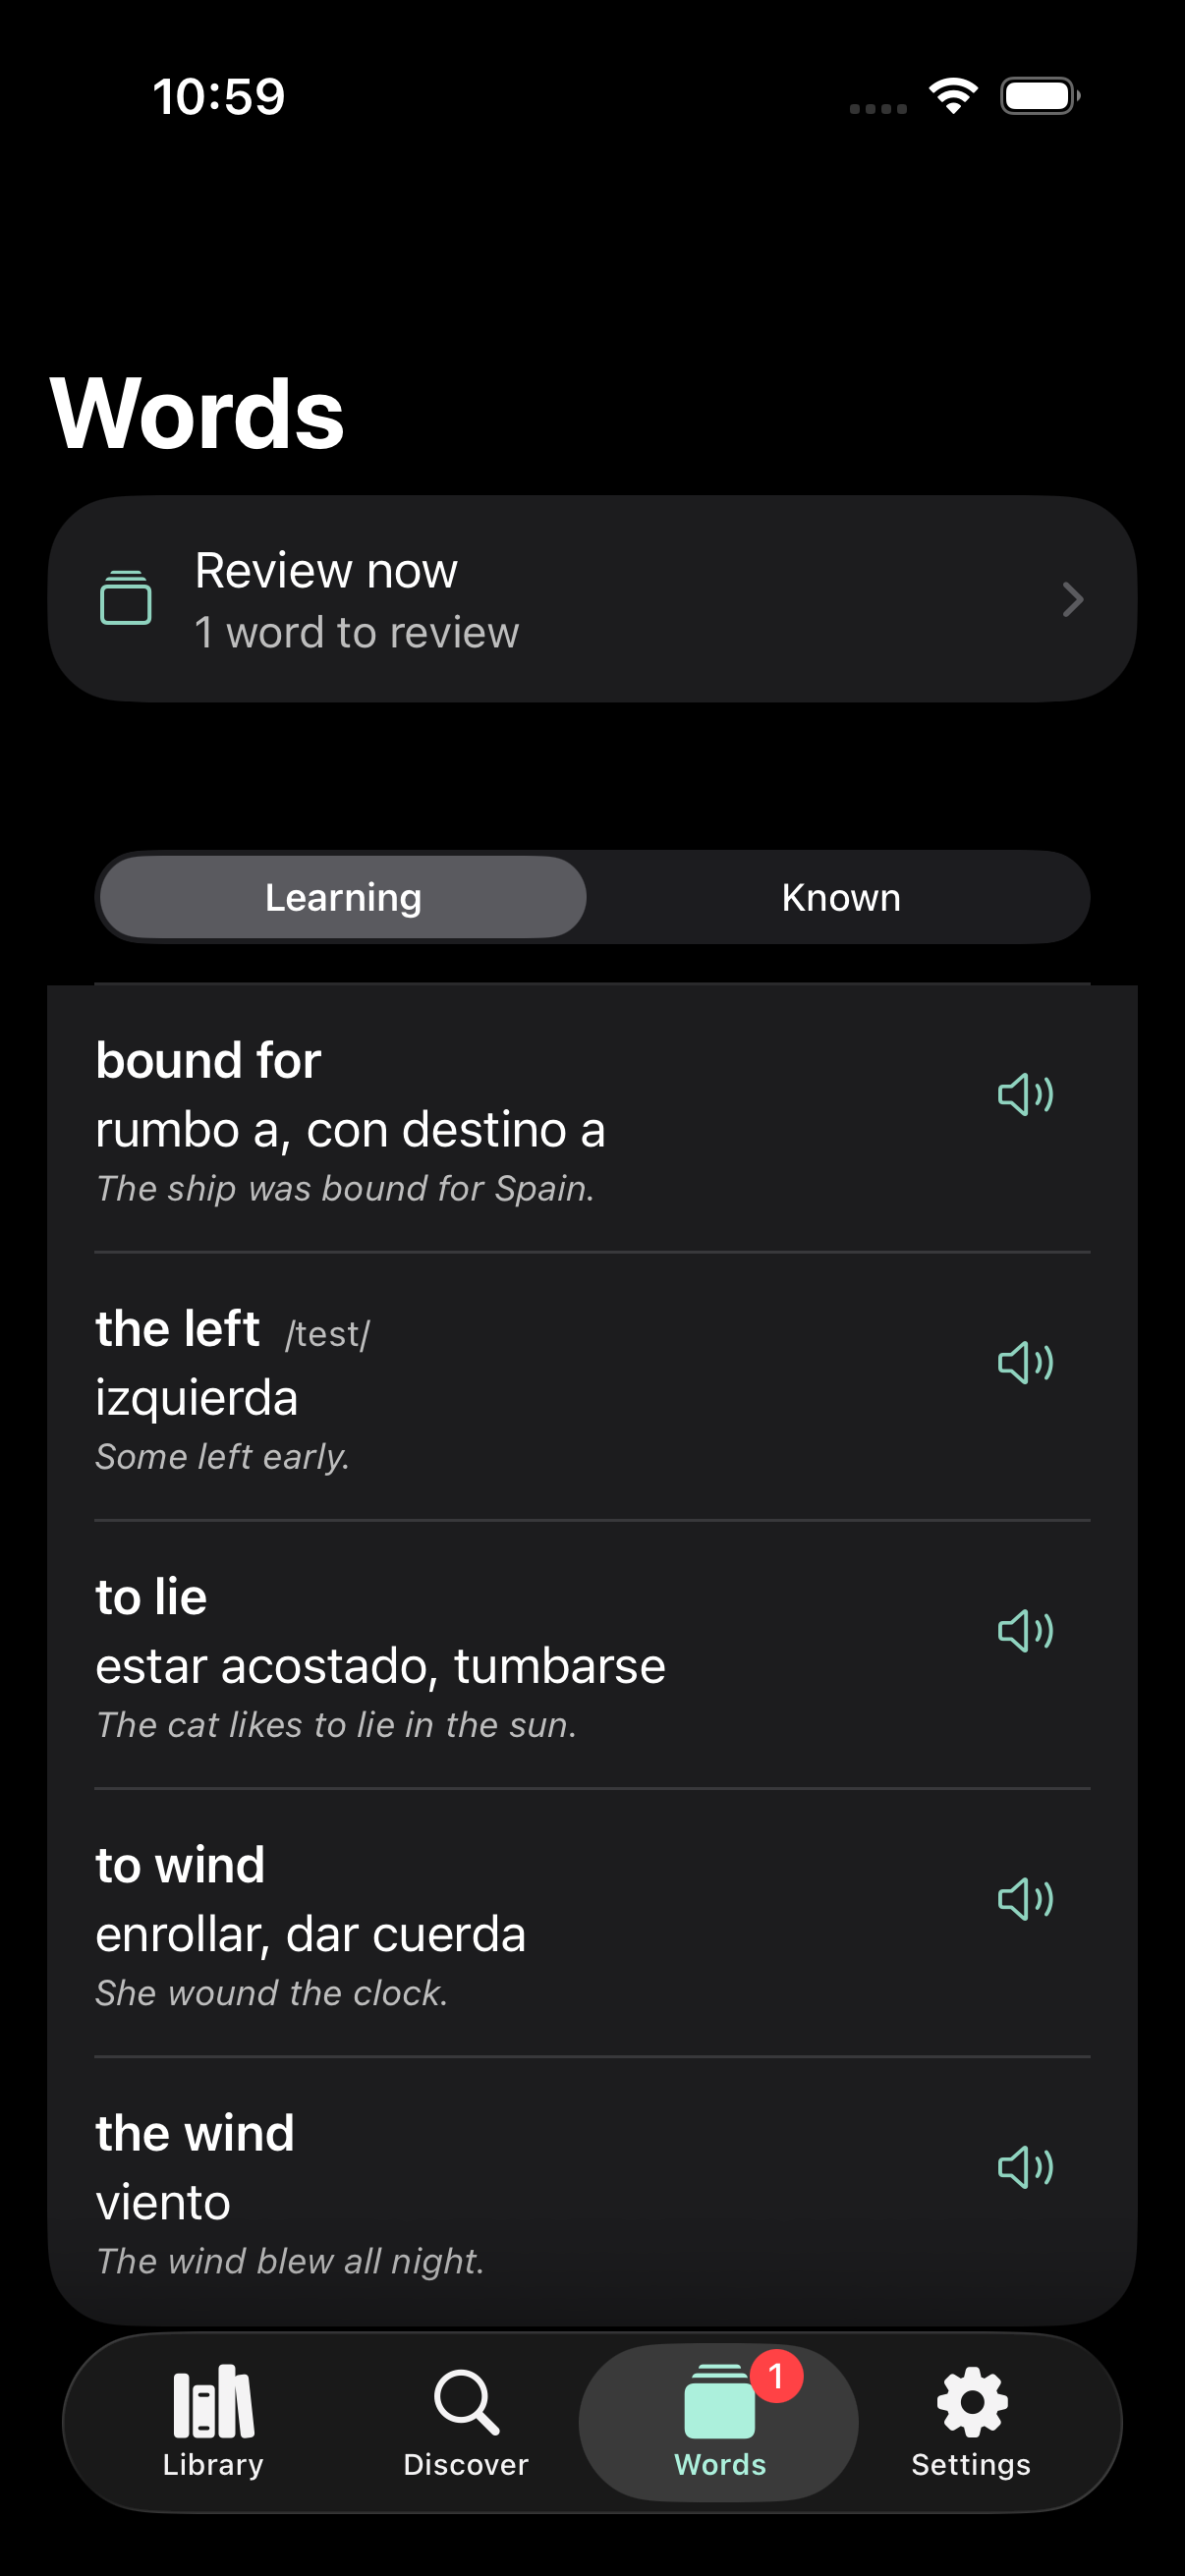 10:59
Words
Review now
1 word to review
Learning
Known
bound for
rumbo a, con destino a
The ship was bound for Spain.
the left /test/
izquierda
Some left early.
to lie
estar acostado, tumbarse
The cat likes to lie in the sun.
to wind
enrollar, dar cuerda
She wound the clock.
the wind
viento
The wind blew all night.
1
Library
Discover
Words
Settings